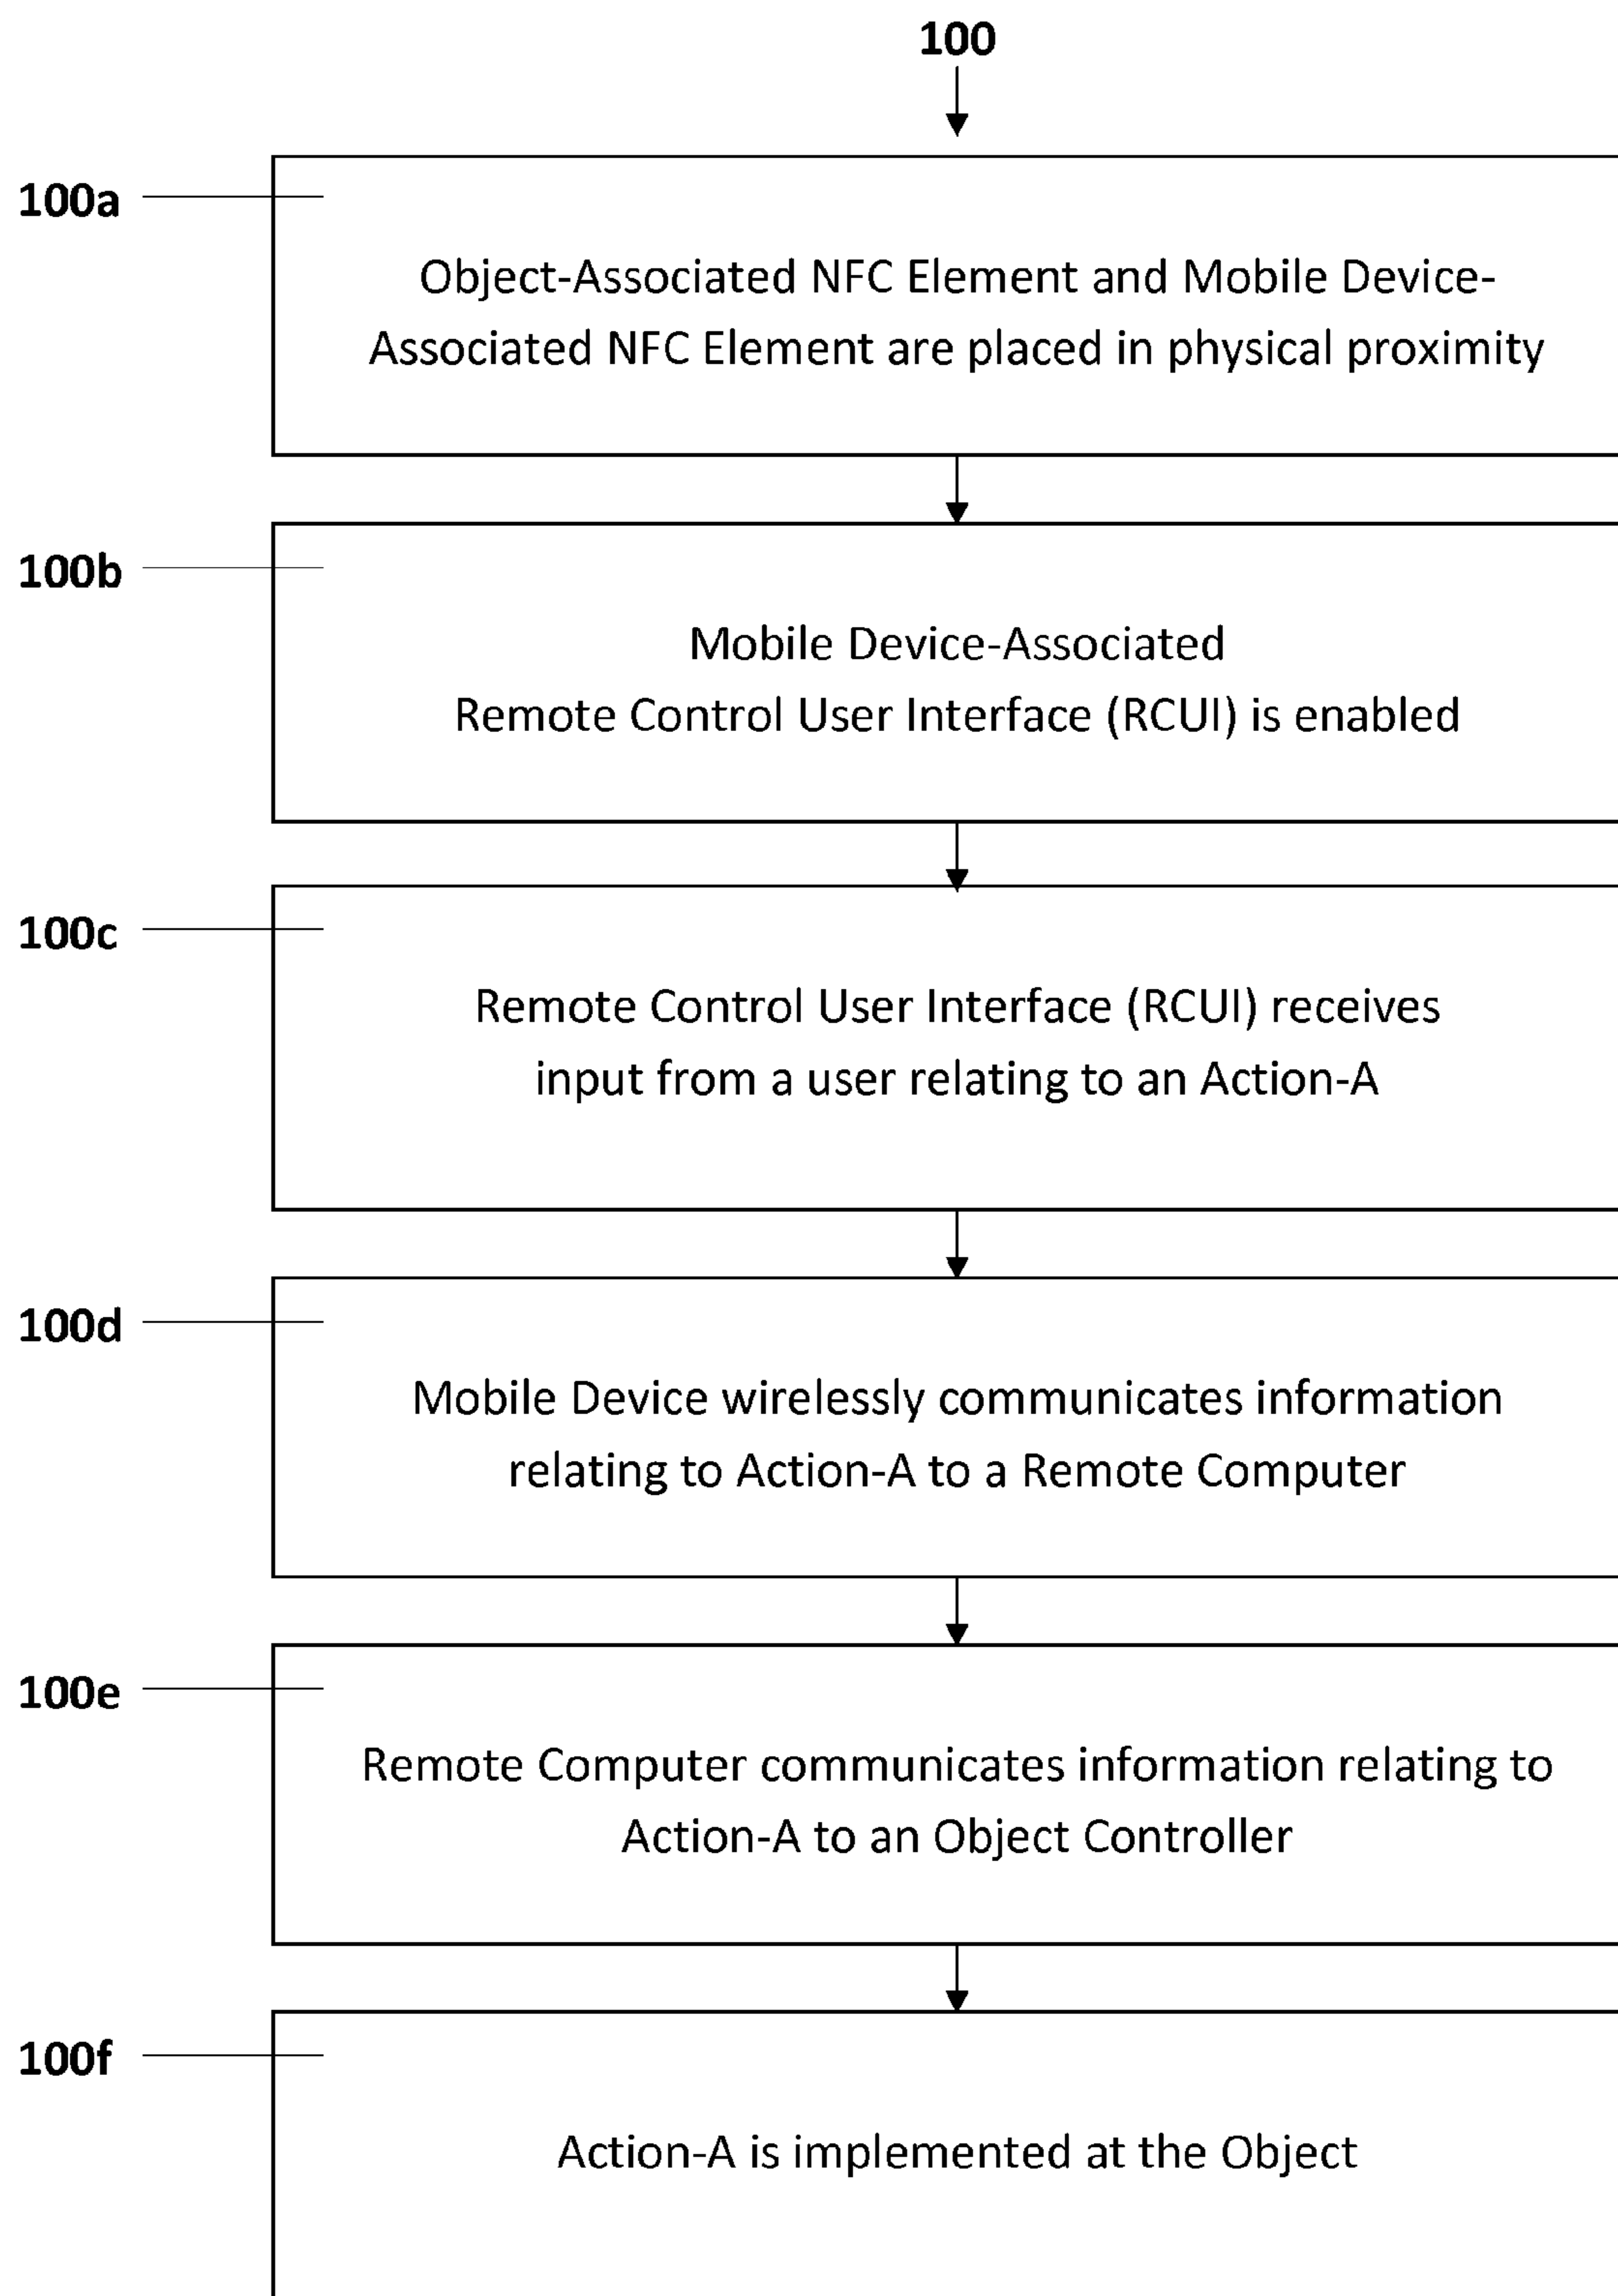 100
100a
Object-Associated NFC Element and Mobile Device-
Associated NFC Element are placed in physical proximity
100b
Mobile Device-Associated
Remote Control User Interface (RCUI) is enabled
100c
Remote Control User Interface (RCUI) receives
input from a user relating to an Action-A
100d
Mobile Device wirelessly communicates information
relating to Action-A to a Remote Computer
100e
Remote Computer communicates information relating to
Action-A to an Object Controller
100f
Action-A is implemented at the Object